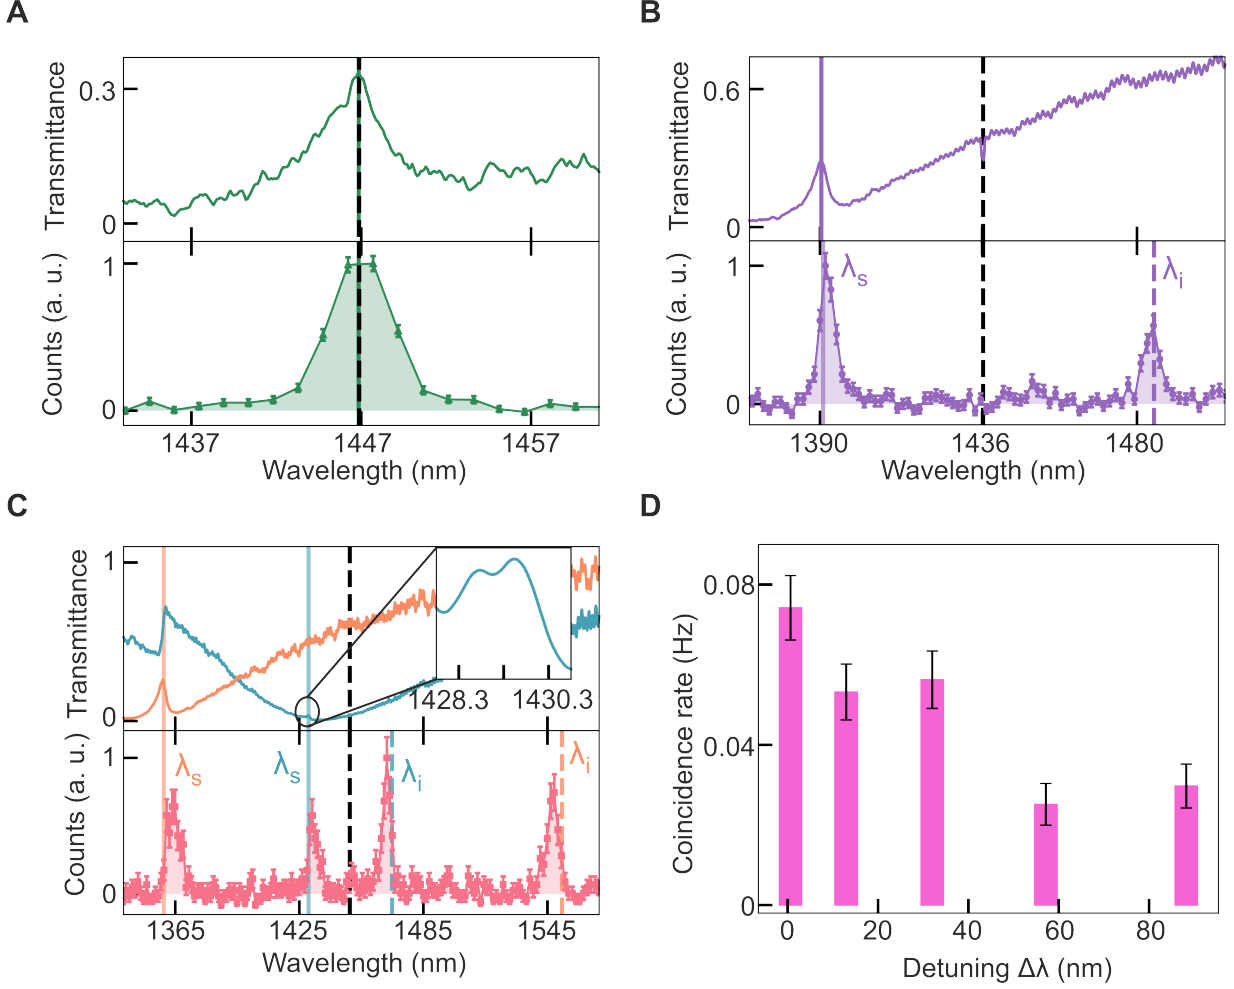 A
Transmittance
0.3
0
Counts (a. u.)
1
0
1437
1447
1457
Wavelength (nm)
B
Transmittance
0.6
0
Counts (a. u.)
1
0
λs
λi
1390
1436
1480
Wavelength (nm)
C
Transmittance
1
0
1428.3
1430.3
Counts (a. u.)
1
0
λs
λs
λi
λi
1365
1425
1485
1545
Wavelength (nm)
D
Coincidence rate (Hz)
0.08
0.04
0
0
20
40
60
80
Detuning Δλ (nm)